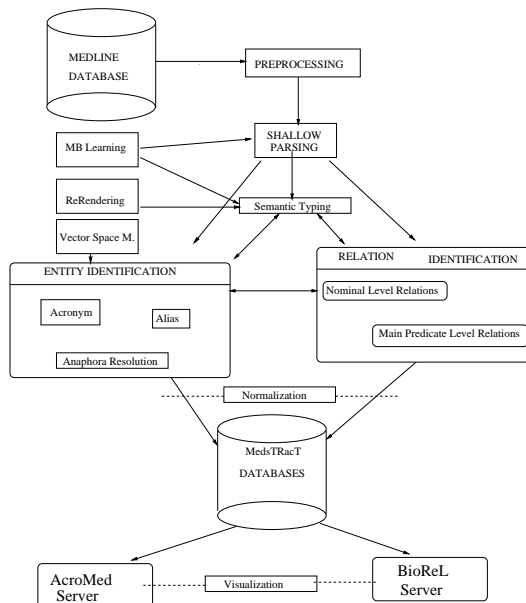 MEDLINE
DATABASE
PREPROCESSING
SHALLOW
PARSING
MB Learning
ReRendering
Semantic Typing
Vector Space M.
ENTITY IDENTIFICATION
RELATION IDENTIFICATION
Nominal Level Relations
Acronym
Alias
Main Predicate Level Relations
Anaphora Resolution
Normalization
MedsTRacT
DATABASES
AcroMed
Server
Visualization
BioReL
Server